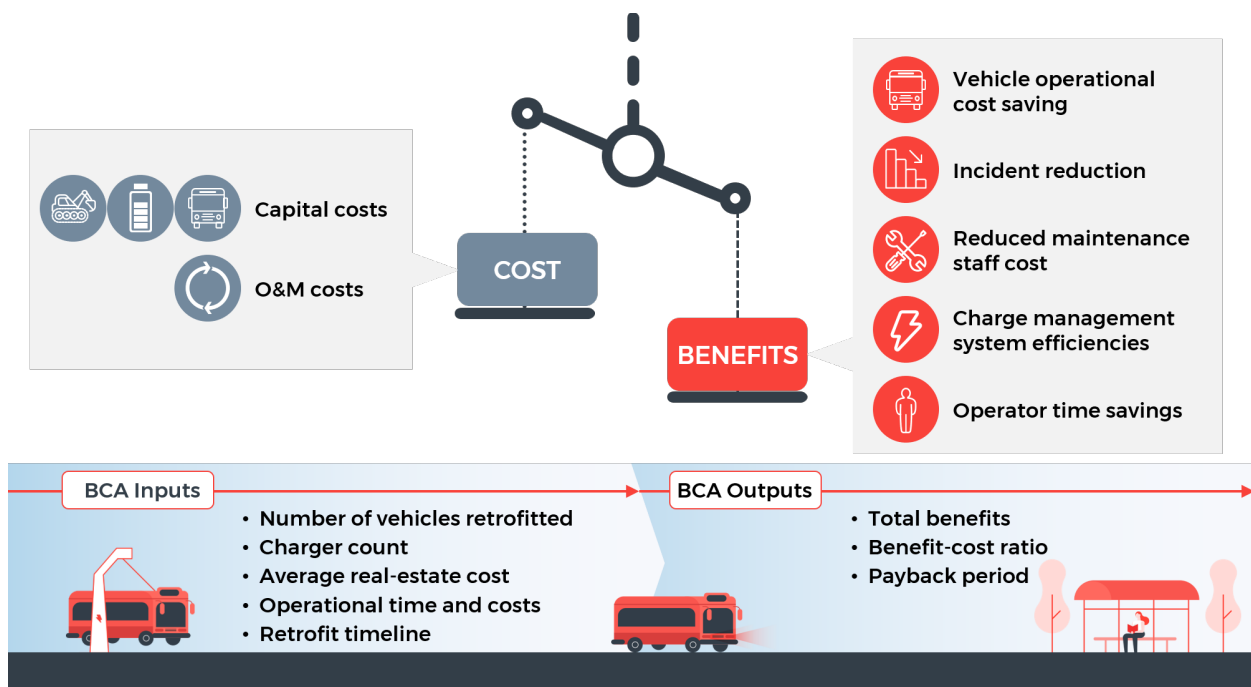 Capital costs
O&M costs
COST
BENEFITS
Vehicle operational
cost saving
Incident reduction
Reduced maintenance
staff cost
Charge management
system efficiencies
Operator time savings
BCA Inputs
• Number of vehicles retrofitted
• Charger count
• Average real-estate cost
• Operational time and costs
• Retrofit timeline
BCA Outputs
• Total benefits
• Benefit-cost ratio
• Payback period